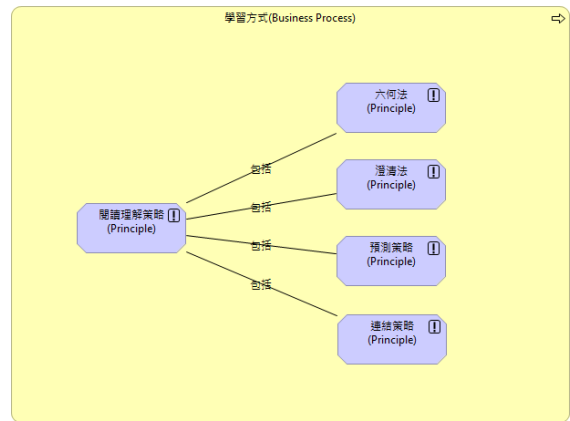 學習方式(Business Process)
六何法
(Principle)
包括
澄清法
(Principle)
包括
閱讀理解策略
(Principle)
包括
預測策略
(Principle)
包括
連結策略
(Principle)